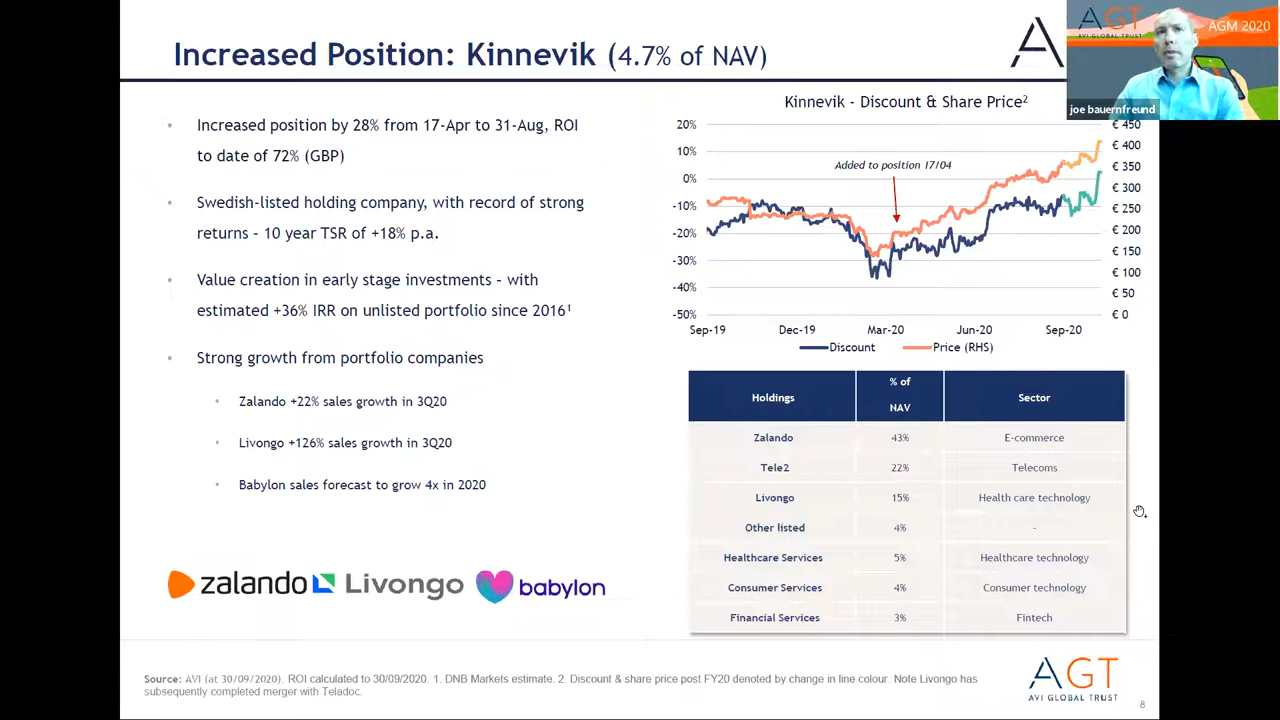 Increased Position: Kinnevik (4.7% of NAV)
A
AGT
AVI GLOBAL TRUST
AGM 2020
joe bauernfreund
• Increased position by 28% from 17-Apr to 31-Aug, ROI
to date of 72% (GBP)
• Swedish-listed holding company, with record of strong
returns – 10 year TSR of +18% p.a.
• Value creation in early stage investments – with
estimated +36% IRR on unlisted portfolio since 2016¹
• Strong growth from portfolio companies
• Zalando +22% sales growth in 3Q20
• Livongo +126% sales growth in 3Q20
• Babylon sales forecast to grow 4x in 2020
zalando Livongo babylon
Kinnevik - Discount & Share Price²
20% € 450
€ 400
10%
€ 350
0%
€ 300
-10% € 250
-20% € 200
€ 150
-30%
€ 100
-40%
€ 50
-50% € 0
Added to position 17/04
Sep-19 Dec-19 Mar-20 Jun-20 Sep-20
Discount Price (RHS)
Holdings % of NAV Sector
Zalando 43% E-commerce
Tele2 22% Telecoms
Livongo 15% Health care technology
Other listed 4% -
Healthcare Services 5% Healthcare technology
Consumer Services 4% Consumer technology
Financial Services 3% Fintech
Source: AVI (at 30/09/2020). ROI calculated to 30/09/2020. 1. DNB Markets estimate. 2. Discount & share price post FY20 denoted by change in line colour. Note Livongo has
subsequently completed merger with Teladoc.
AGT
AVI GLOBAL TRUST
8